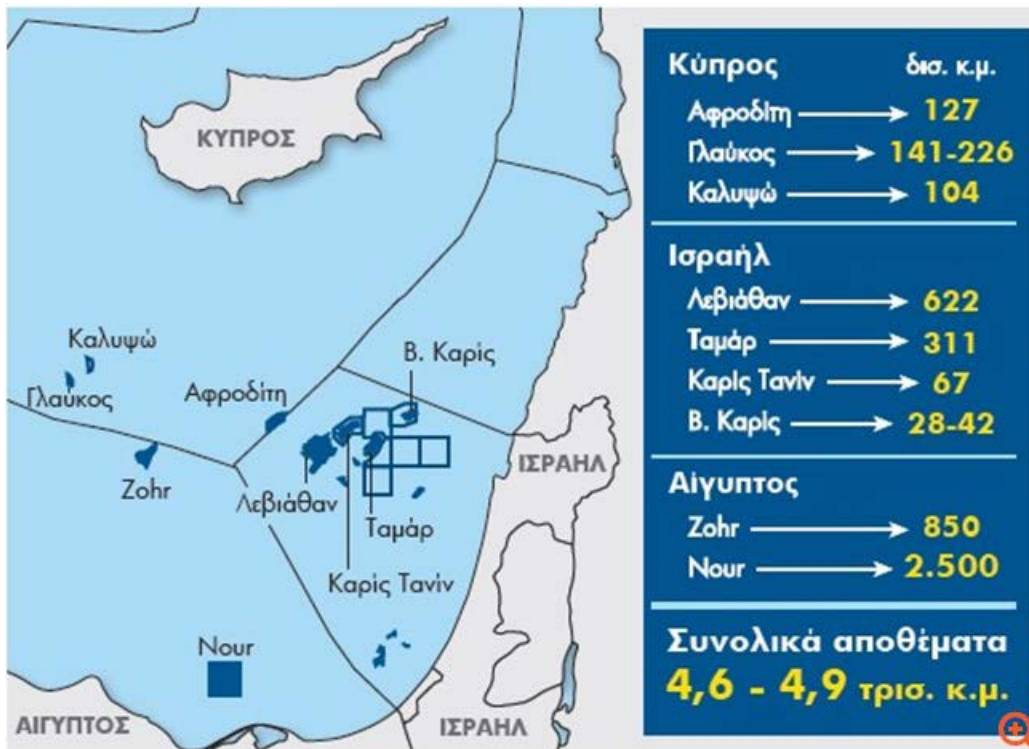 ΚΥΠΡΟΣ
Καλυψώ
Γλαύκος
Αφροδίτη
Β. Καρίς
Zohr
Λεβιάθαν
Ταμάρ
Καρίς Τανίν
ΙΣΡΑΗΛ
Nour
ΑΙΓΥΠΤΟΣ
ΙΣΡΑΗΛ
Κύπρος δισ. κ.μ.
Αφροδίτη 127
Γλαύκος 141-226
Καλυψώ 104
Ισραήλ
Λεβιάθαν 622
Ταμάρ 311
Καρίς Τανίν 67
Β. Καρίς 28-42
Αίγυπτος
Zohr 850
Nour 2.500
Συνολικά αποθέματα
4,6 - 4,9 τρισ. κ.μ.